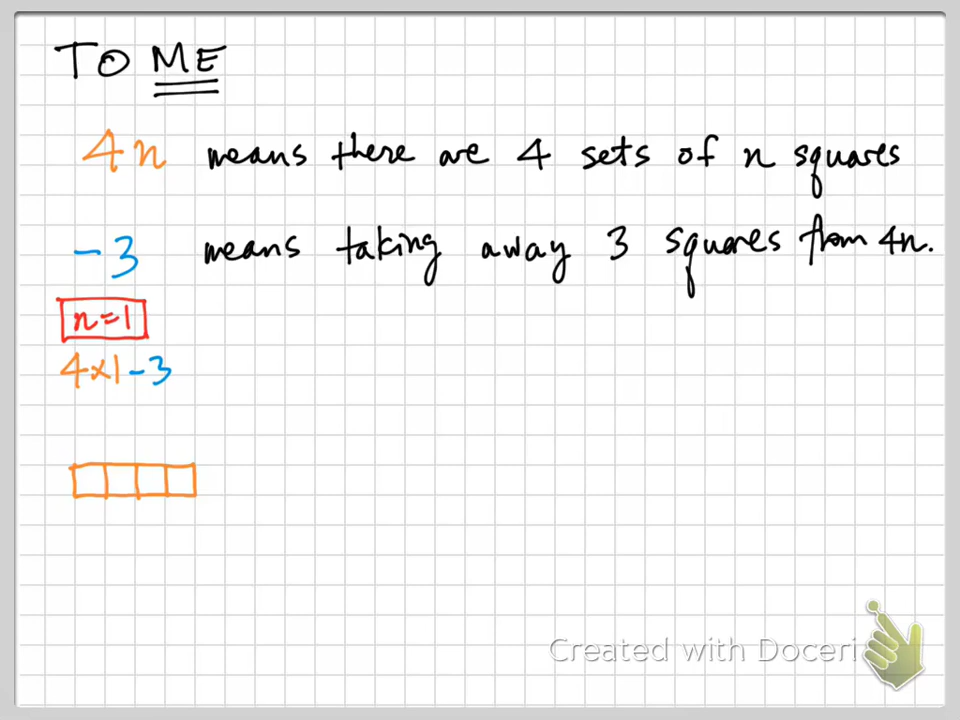 TO ME
4n means there are 4 sets of n squares
-3 means taking away 3 squares from 4n.
n=1
4×1-3
Created with Doceri